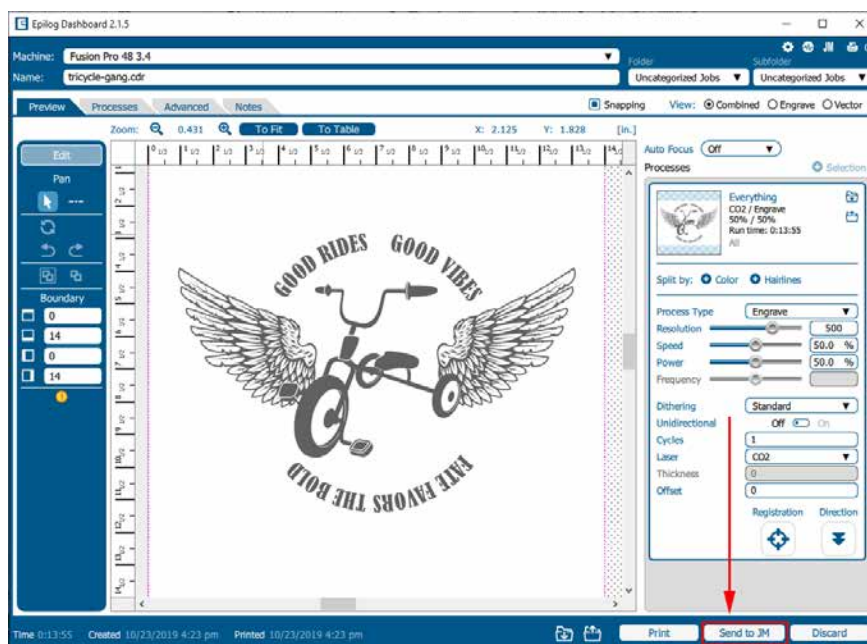 Epilog Dashboard 2.1.5
Machine: Fusion Pro 48 3.4
Folder Subfolder
Name: tricycle-gang.cdr Uncategorized Jobs Uncategorized Jobs
Preview Processes Advanced Notes Snapping View: Combined Engrave Vector
Zoom: 0.431 To Fit To Table X: 2.125 Y: 1.828 [in.]
Edit
Pan
Boundary
0
14
0
14
GOOD RIDES GOOD VIBES
FATE FAVORS THE BOLD
Auto Focus Off
Processes Selection
Everything
CO2 / Engrave
50% / 50%
Run time: 0:13:55
All
Split by: Color Hairlines
Process Type Engrave
Resolution 500
Speed 50.0 %
Power 50.0 %
Frequency
Dithering Standard
Unidirectional Off On
Cycles 1
Laser CO2
Thickness 0
Offset 0
Registration Direction
Time 0:13:55 Created 10/23/2019 4:23 pm Printed 10/23/2019 4:23 pm Print Send to JM Discard